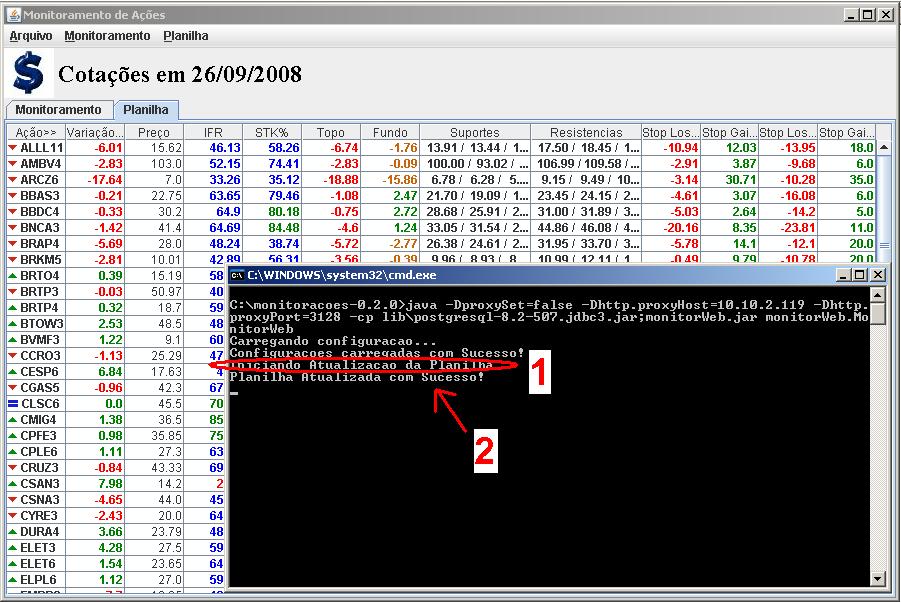 Monitoramento de Ações
Arquivo Monitoramento Planilha
$ Cotações em 26/09/2008
Monitoramento Planilha
Ação>> Variação... Preço IFR STK% Topo Fundo Suportes Resistencias Stop Los... Stop Gai... Stop Los... Stop Gai...
ALLL11 -6.01 15.62 46.13 58.26 -6.74 -1.76 13.91 / 13.44 / 1... 17.50 / 18.45 / 1... -10.94 12.03 -13.95 18.0
AMBV4 -2.83 103.0 52.15 74.41 -2.83 -0.09 100.00 / 93.02 / ... 106.99 / 109.58 / ... -2.91 3.87 -9.68 6.0
ARCZ6 -17.64 7.0 33.26 35.12 -18.88 -15.86 6.78 / 6.28 / 5.... 9.15 / 9.49 / 10... -3.14 30.71 -10.28 35.0
BBAS3 -0.21 22.75 63.65 79.46 -1.08 2.47 21.70 / 19.09 / 1... 23.45 / 24.15 / 2... -4.61 3.07 -16.08 6.0
BBDC4 -0.33 30.2 64.9 80.18 -0.75 2.72 28.68 / 25.91 / 2... 31.00 / 31.89 / 3... -5.03 2.64 -14.2 5.0
BNCA3 -1.42 41.4 64.69 84.48 -4.6 1.24 33.05 / 31.54 / 2... 44.86 / 46.08 / 4... -20.16 8.35 -23.81 11.0
BRAP4 -5.69 28.0 48.24 38.74 -5.72 -2.77 26.38 / 24.61 / 2... 31.95 / 33.70 / 3... -5.78 14.1 -12.1 20.0
BRKM5 -2.81 10.01 42.89 56.31 -3.56 -0.39 9.96 / 8.93 / 8... 10.99 / 12.11 / 1... -0.49 9.79 -10.78 20.0
BRTO4 0.39 15.19 58
BRTP3 -0.03 50.97 40
BRTP4 0.32 18.7 59
BTOW3 2.53 48.5 48
BVMF3 1.22 9.1 60
CCRO3 -1.13 25.29 47
CESP6 6.84 17.63 4
CGAS5 -0.96 42.3 67
CLSC6 0.0 45.5 70
CMIG4 1.38 36.5 85
CPFE3 0.98 35.85 75
CPLE6 1.11 27.3 63
CRUZ3 -0.84 43.33 69
CSAN3 7.98 14.2 2
CSNA3 -4.65 44.0 45
CYRE3 -2.43 20.0 64
DURA4 3.66 23.79 48
ELET3 4.28 27.5 59
ELET6 1.54 23.65 64
ELPL6 1.12 27.0 59
C:\WINDOWS\system32\cmd.exe
C:\monitoracoes-0.2.0>java -DproxySet=false -Dhttp.proxyHost=10.10.2.119 -Dhttp.
proxyPort=3128 -cp lib\postgresql-8.2-507.jdbc3.jar;monitorWeb.jar monitorWeb.Mo
nitorWeb
Carregando configuracao...
Configuracoes carregadas com Sucesso!
Iniciando Atualizacao da Planilha
Planilha Atualizada com Sucesso!
1
2